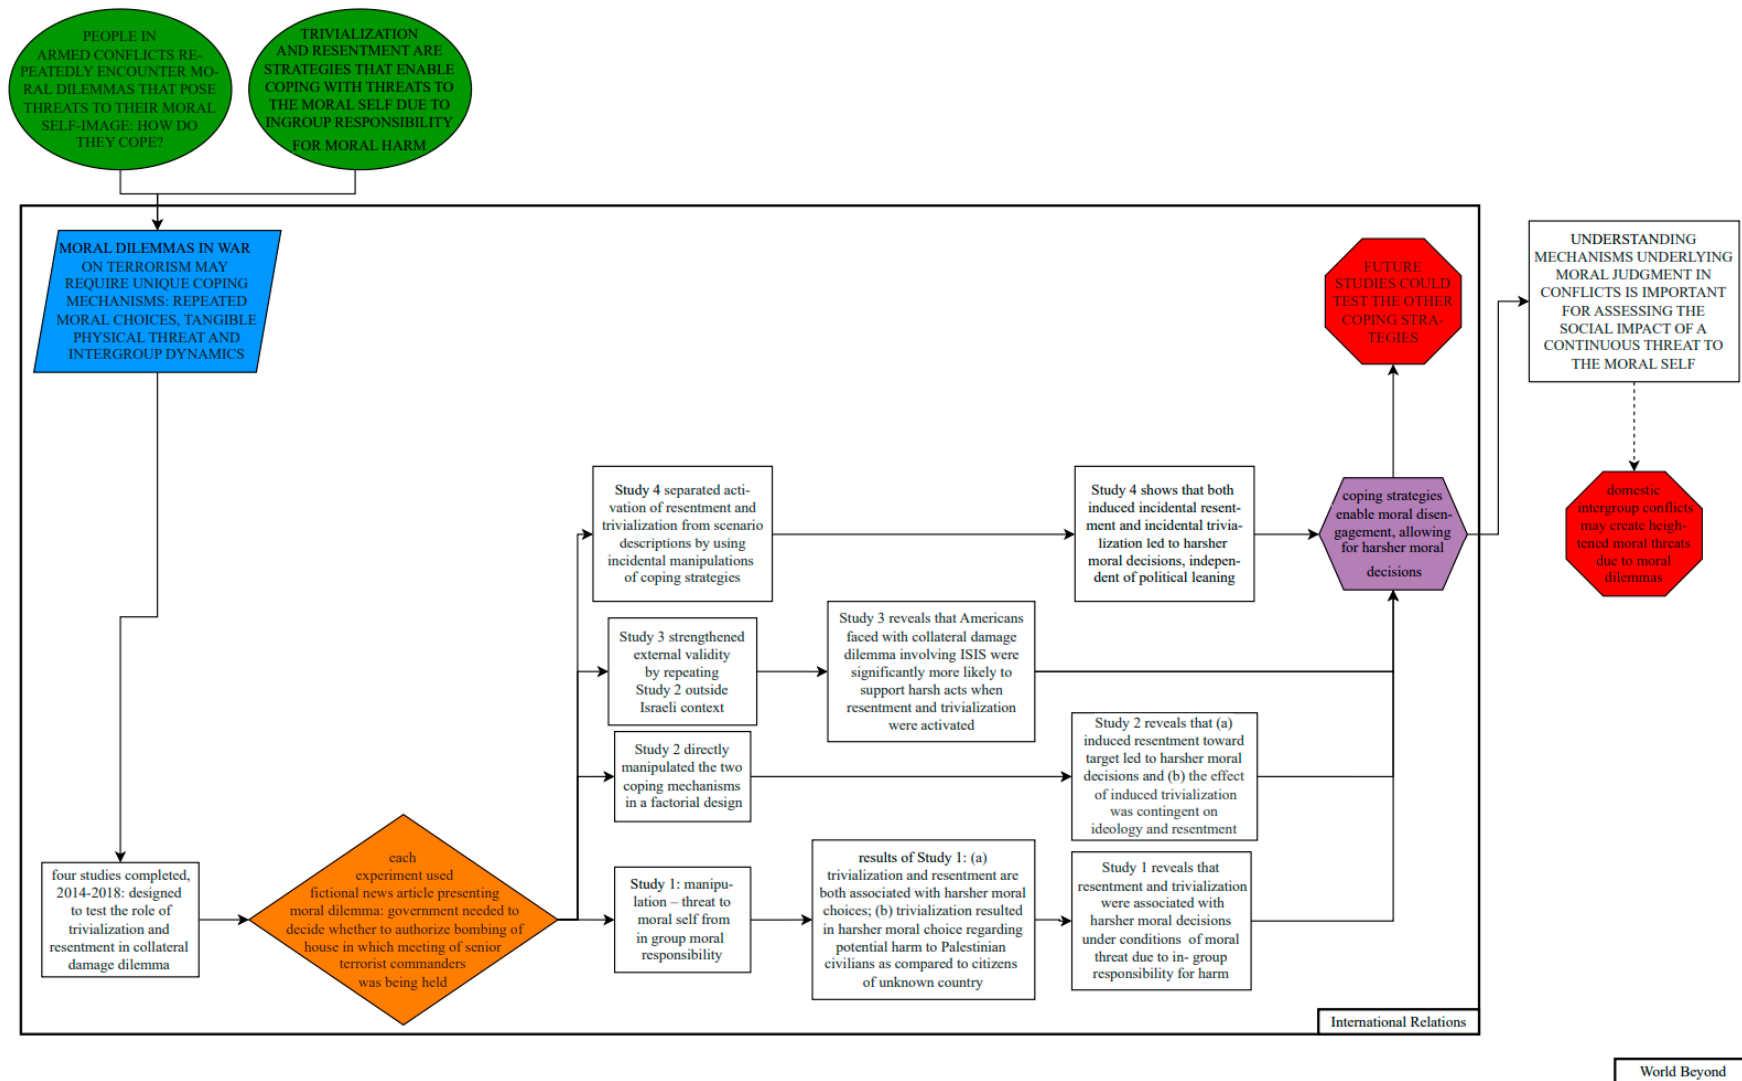 PEOPLE IN
ARMED CONFLICTS RE-
PEATEDLY ENCOUNTER MO-
RAL DILEMMAS THAT POSE
THREATS TO THEIR MORAL
SELF-IMAGE: HOW DO
THEY COPE?
TRIVIALIZATION
AND RESENTMENT ARE
STRATEGIES THAT ENABLE
COPING WITH THREATS TO
THE MORAL SELF DUE TO
INGROUP RESPONSIBILITY
FOR MORAL HARM
MORAL DILEMMAS IN WAR
ON TERRORISM MAY
REQUIRE UNIQUE COPING
MECHANISMS: REPEATED
MORAL CHOICES, TANGIBLE
PHYSICAL THREAT AND
INTERGROUP DYNAMICS
FUTURE
STUDIES COULD
TEST THE OTHER
COPING STRA-
TEGIES
UNDERSTANDING
MECHANISMS UNDERLYING
MORAL JUDGMENT IN
CONFLICTS IS IMPORTANT
FOR ASSESSING THE
SOCIAL IMPACT OF A
CONTINUOUS THREAT TO
THE MORAL SELF
Study 4 separated acti-
vation of resentment and
trivialization from scenario
descriptions by using
incidental manipulations
of coping strategies
Study 4 shows that both
induced incidental resent-
ment and incidental trivia-
lization led to harsher
moral decisions, indepen-
dent of political leaning
coping strategies
enable moral disen-
gagement, allowing
for harsher moral
decisions
domestic
intergroup conflicts
may create heigh-
tened moral threats
due to moral
dilemmas
Study 3 strengthened
external validity
by repeating
Study 2 outside
Israeli context
Study 3 reveals that Americans
faced with collateral damage
dilemma involving ISIS were
significantly more likely to
support harsh acts when
resentment and trivialization
were activated
Study 2 directly
manipulated the two
coping mechanisms
in a factorial design
Study 2 reveals that (a)
induced resentment toward
target led to harsher moral
decisions and (b) the effect
of induced trivialization
was contingent on
ideology and resentment
four studies completed,
2014-2018: designed
to test the role of
trivialization and
resentment in collateral
damage dilemma
each
experiment used
fictional news article presenting
moral dilemma: government needed to
decide whether to authorize bombing of
house in which meeting of senior
terrorist commanders
was being held
Study 1: manipu-
lation – threat to
moral self from
in group moral
responsibility
results of Study 1: (a)
trivialization and resentment are
both associated with harsher moral
choices; (b) trivialization resulted
in harsher moral choice regarding
potential harm to Palestinian
civilians as compared to citizens
of unknown country
Study 1 reveals that
resentment and trivialization
were associated with
harsher moral decisions
under conditions of moral
threat due to in- group
responsibility for harm
International Relations
World Beyond